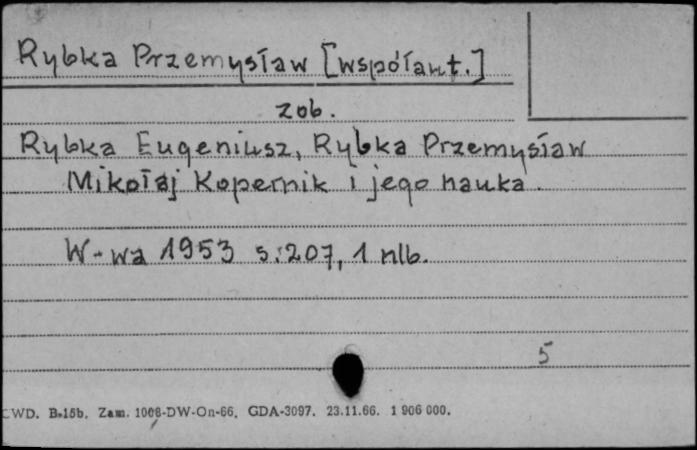 Rybka Przemysław [współaut.]
zob.
Rybka Eugeniusz, Rybka Przemysław
Mikołaj Kopernik i jego nauka.
W-wa 1953 s. 207, 1 nlb.
5
CWD. B-15b. Zam. 1008-DW-On-66. GDA-3097. 23.11.66. 1 906 000.